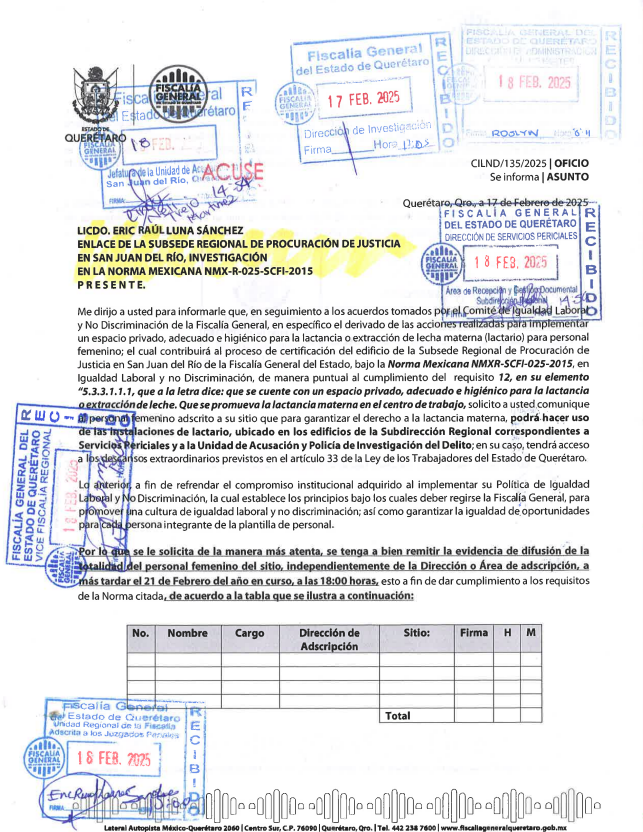 Fiscalía General
del Estado de Querétaro
17 FEB. 2025
Dirección de Investigación
Firma Hora
RECIBIDO
FISCALÍA GENERAL DEL
ESTADO DE QUERÉTARO
18 FEB. 2025
Firma ROSLYN Hora
RECIBIDO
ESTADO DE
QUERÉTARO
FISCALÍA
GENERAL
Fiscalía General
del Estado de Querétaro
18 FEB.
Jefatura de la Unidad de
San Juan del Río,
ACUSE
CILND/135/2025 | OFICIO
Se informa | ASUNTO
Querétaro, Qro., a 17 de Febrero de 2025
FISCALÍA GENERAL
DEL ESTADO DE QUERÉTARO
DIRECCIÓN DE SERVICIOS PERICIALES
18 FEB. 2025
Área de Recepción y Gestión Documental
Subdirección Regional
RECIBIDO
LICDO. ERIC RAÚL LUNA SÁNCHEZ
ENLACE DE LA SUBSEDE REGIONAL DE PROCURACIÓN DE JUSTICIA
EN SAN JUAN DEL RÍO, INVESTIGACIÓN
EN LA NORMA MEXICANA NMX-R-025-SCFI-2015
P R E S E N T E.
Me dirijo a usted para informarle que, en seguimiento a los acuerdos tomados por el Comité de Igualdad Laboral
y No Discriminación de la Fiscalía General, en específico el derivado de las acciones realizadas para implementar
un espacio privado, adecuado e higiénico para la lactancia o extracción de leche materna (lactario) para personal
femenino; el cual contribuirá al proceso de certificación del edificio de la Subsede Regional de Procuración de
Justicia en San Juan del Río de la Fiscalía General del Estado, bajo la Norma Mexicana NMXR-025-SCFI-2015, en
Igualdad Laboral y no Discriminación, de manera puntual al cumplimiento del requisito 12, en su elemento
"5.3.3.1.1.1, que a la letra dice: que se cuente con un espacio privado, adecuado e higiénico para la lactancia
o extracción de leche. Que se promueva la lactancia materna en el centro de trabajo, solicito a usted comunique
al personal femenino adscrito a su sitio que para garantizar el derecho a la lactancia materna, podrá hacer uso
de las instalaciones de lactario, ubicado en los edificios de la Subdirección Regional correspondientes a
Servicios Periciales y a la Unidad de Acusación y Policía de Investigación del Delito; en su caso, tendrá acceso
a los descansos extraordinarios previstos en el artículo 33 de la Ley de los Trabajadores del Estado de Querétaro.
FISCALÍA GENERAL DEL
ESTADO DE QUERÉTARO
VICE FISCALÍA REGIONAL
18 FEB. 2025
Lo anterior, a fin de refrendar el compromiso institucional al implementar su Política de Igualdad
Laboral y No Discriminación, la cual establece los principios bajo los cuales deber regirse la Fiscalía General, para
promover una cultura de igualdad laboral y no discriminación; así como garantizar la igualdad de oportunidades
para cada persona integrante de la plantilla de personal.
Por lo que se le solicita de la manera más atenta, se tenga a bien remitir la evidencia de difusión de la
totalidad del personal femenino del sitio, independientemente de la Dirección o Área de adscripción, a
más tardar el 21 de Febrero del año en curso, a las 18:00 horas, esto a fin de dar cumplimiento a los requisitos
de la Norma citada, de acuerdo a la tabla que se ilustra a continuación:
No. Nombre Cargo Dirección de Adscripción Sitio: Firma H M
Total
Fiscalía General
del Estado de Querétaro
Unidad Regional de la Fiscalía
Adscrita a los Juzgados Penales
18 FEB. 2025
RECIBIDO
Lateral Autopista México-Querétaro 2060 | Centro Sur, C.P. 76090 | Querétaro, Qro. | Tel. 442 238 7600 | www.fiscaliageneralqueretaro.gob.mx